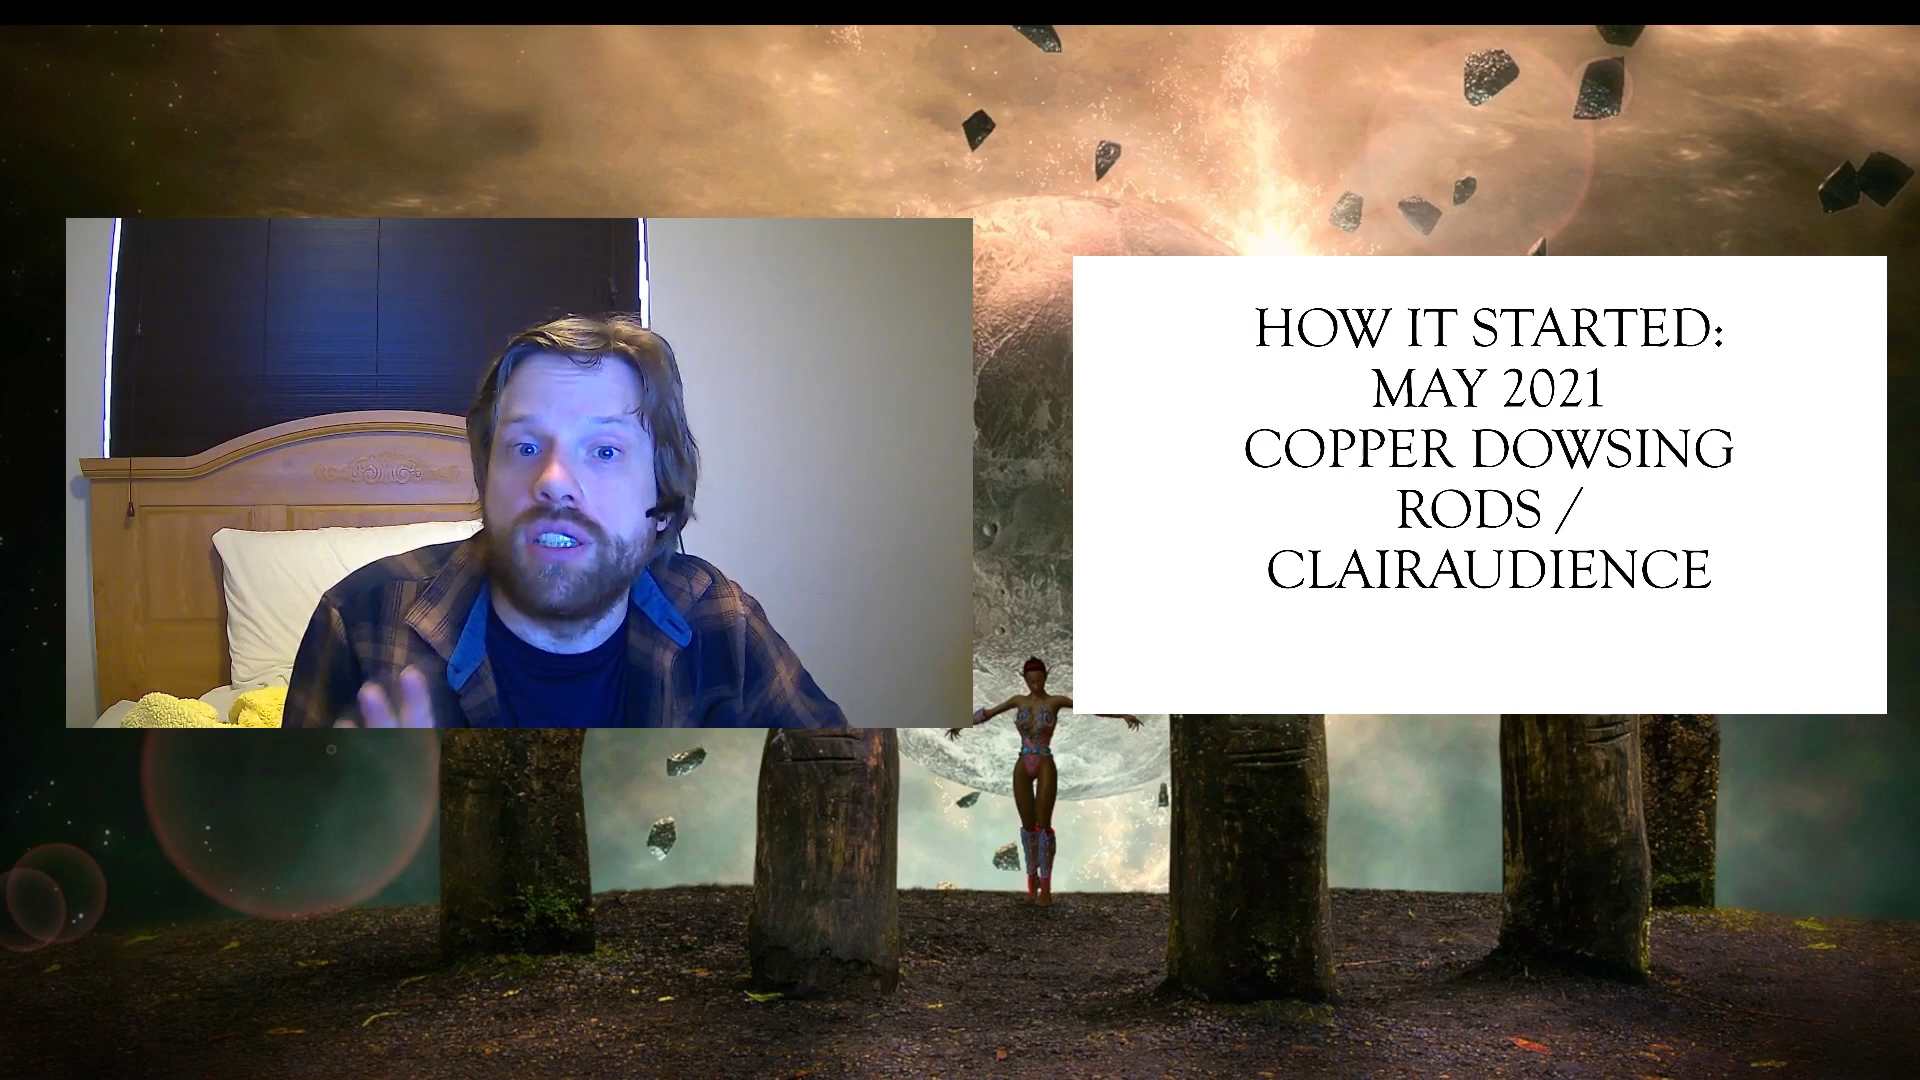 HOW IT STARTED:
MAY 2021
COPPER DOWSING
RODS /
CLAIRAUDIENCE